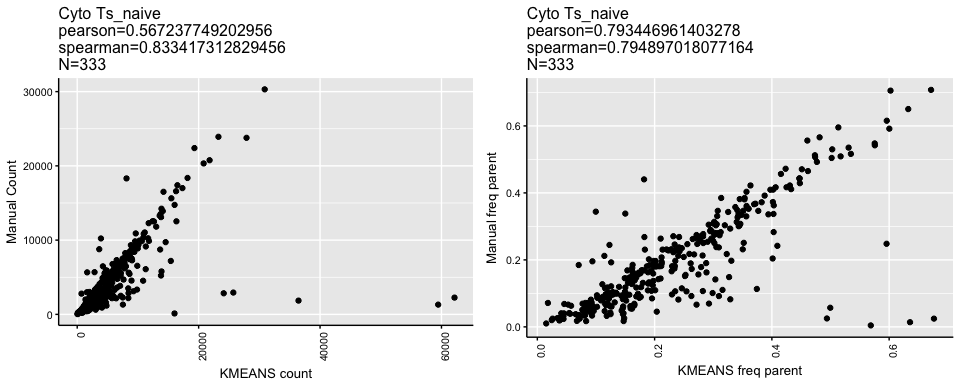 Cyto Ts_naive
pearson=0.567237749202956
spearman=0.833417312829456
N=333
30000
20000
10000
0
Manual Count
0
20000
40000
60000
KMEANS count
Cyto Ts_naive
pearson=0.793446961403278
spearman=0.794897018077164
N=333
0.6
0.4
0.2
0.0
Manual freq parent
0.0
0.2
0.4
0.6
KMEANS freq parent